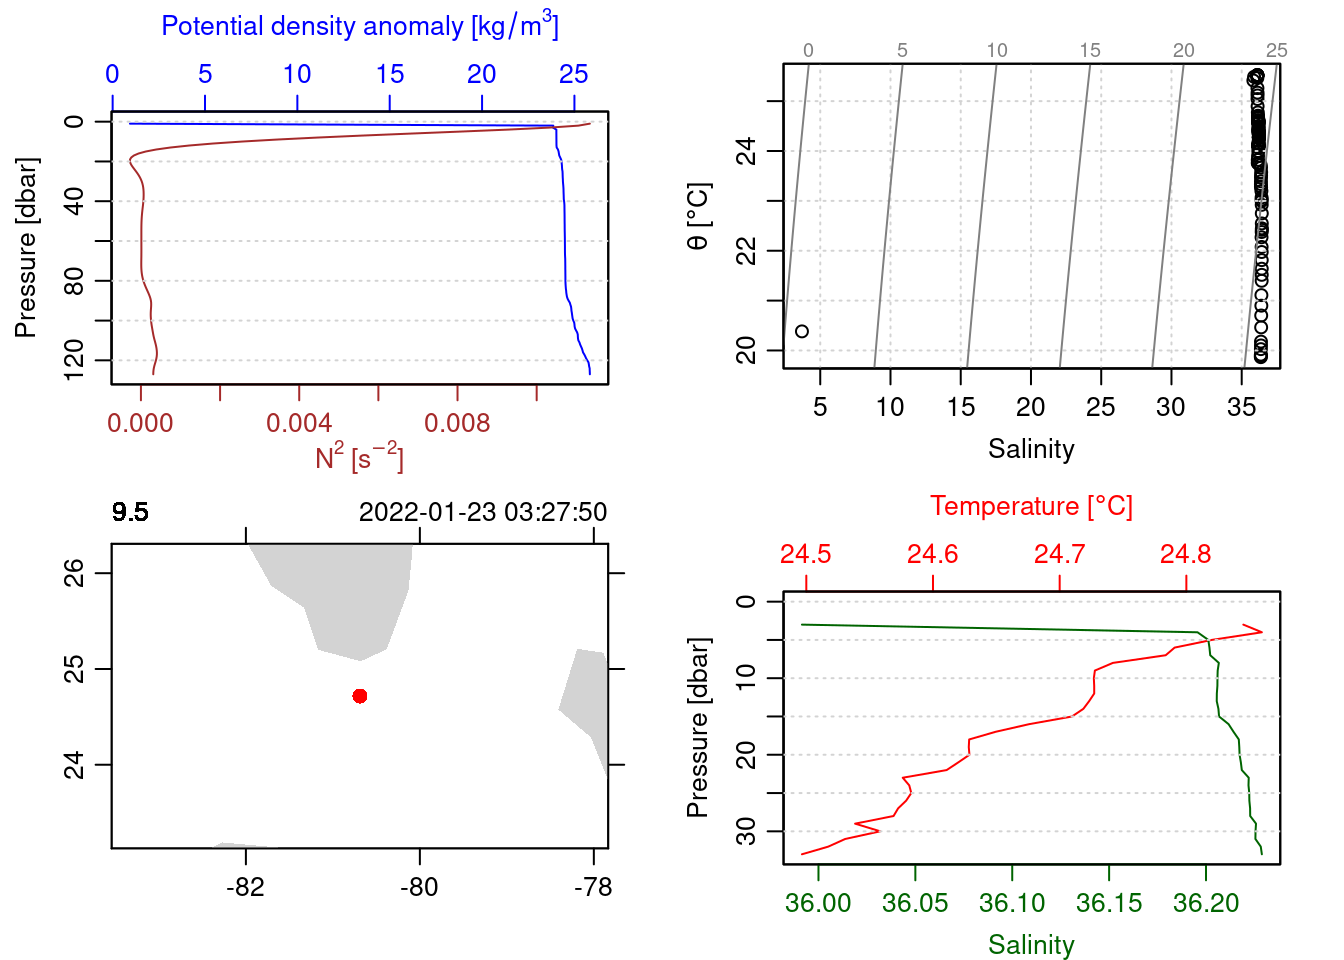 Potential density anomaly [kg/m³]
0 5 10 15 20 25
Pressure [dbar]
0 40 80 120
0.000 0.004 0.008
N² [s⁻²]
0 5 10 15 20 25
θ [°C]
20 22 24
5 10 15 20 25 30 35
Salinity
9.5 2022-01-23 03:27:50
24 25 26
-82 -80 -78
Temperature [°C]
24.5 24.6 24.7 24.8
Pressure [dbar]
0 10 20 30
36.00 36.05 36.10 36.15 36.20
Salinity